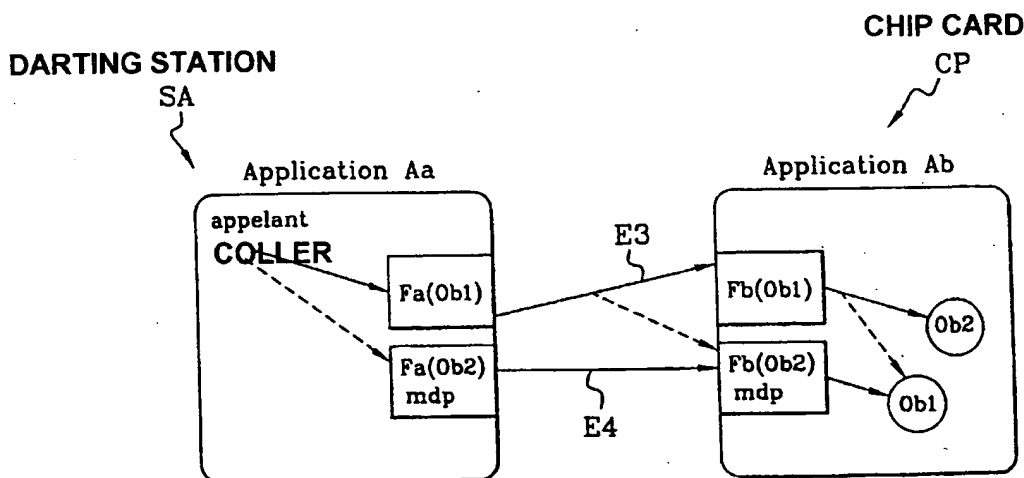 CHIP CARD
CP
DARTING STATION
SA
Application Aa
Application Ab
appelant
COLLER
E3
Fa(Ob1)
Fb(Ob1)
Ob2
Fa(Ob2)
mdp
Fb(Ob2)
mdp
Ob1
E4